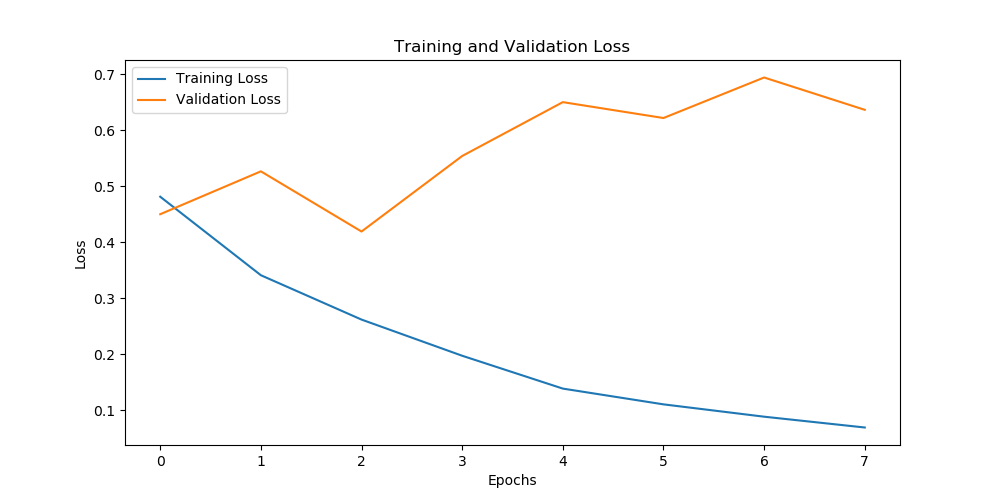 Training and Validation Loss
Training Loss
Validation Loss
0.7
0.6
0.5
0.4
0.3
0.2
0.1
Loss
0 1 2 3 4 5 6 7
Epochs